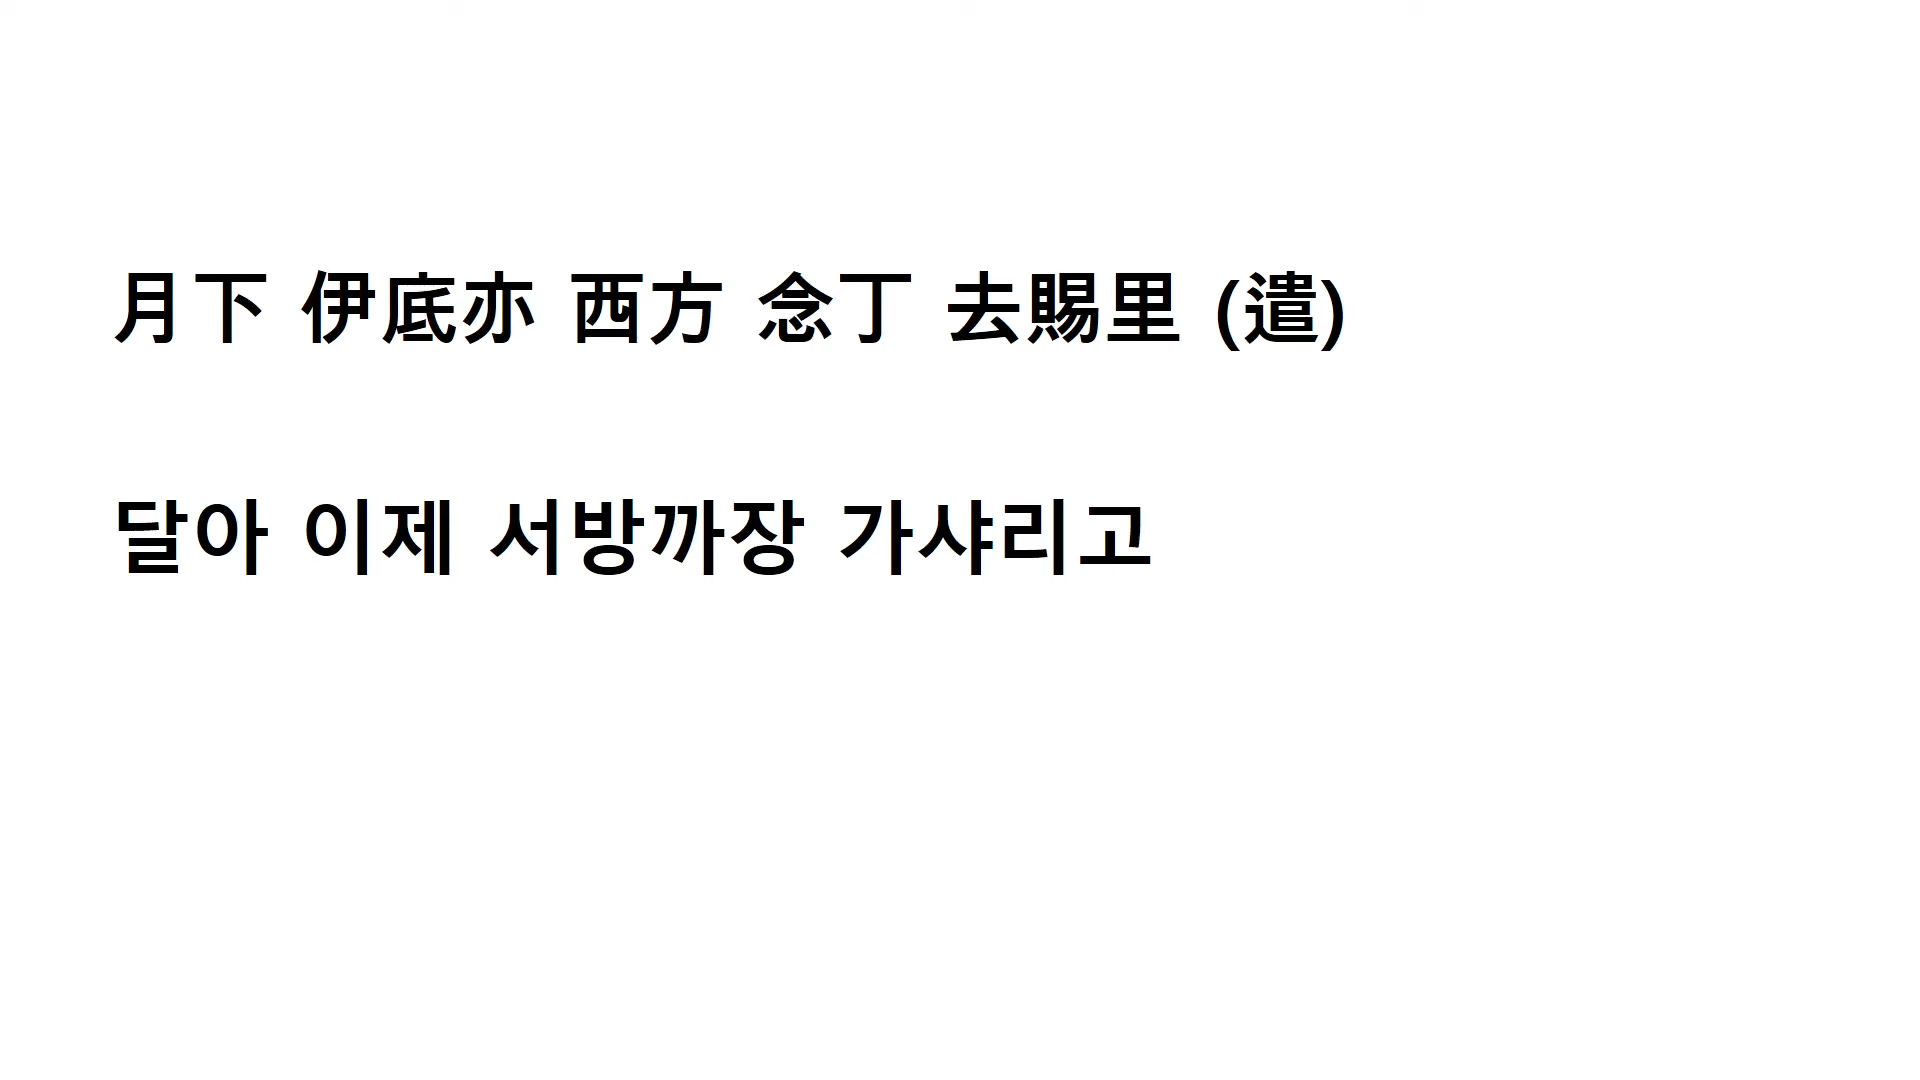 月下 伊底亦 西方 念丁 去賜里 (遣)
달아 이제 서방까장 가샤리고